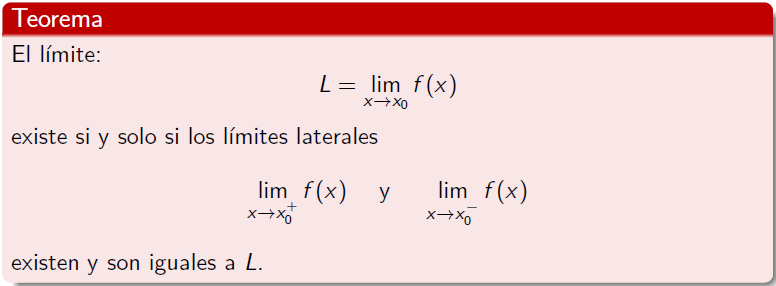 Teorema
El límite:
L = lim f(x)
x→x₀
existe si y solo si los límites laterales
lim f(x) y lim f(x)
x→x₀⁺ x→x₀⁻
existen y son iguales a L.